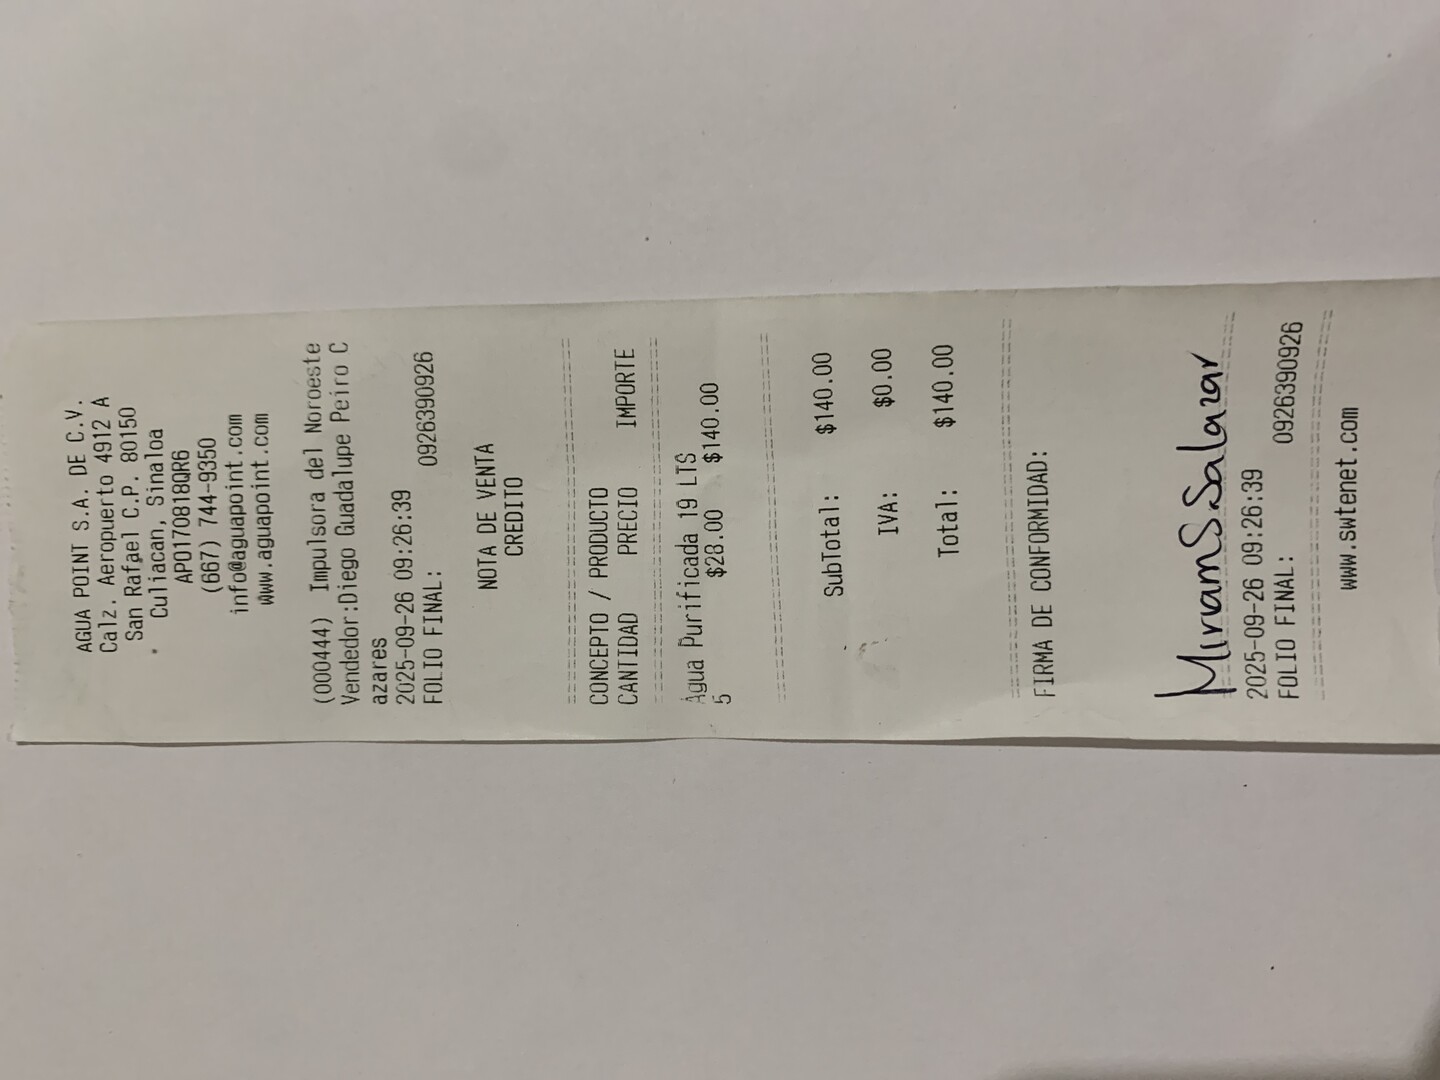 AGUA POINT S.A. DE C.V.
Calz. Aeropuerto 4912 A
San Rafael C.P. 80150
Culiacan, Sinaloa
APO170818QR6
(667) 744-9350
info@aguapoint.com
www.aguapoint.com
(000444) Impulsora del Noroeste
Vendedor:Diego Guadalupe Peiro C
azares
2025-09-26 09:26:39
FOLIO FINAL: 0926390926
NOTA DE VENTA
CREDITO
CONCEPTO / PRODUCTO
CANTIDAD PRECIO IMPORTE
Agua Purificada 19 LTS
5 $28.00 $140.00
SubTotal: $140.00
IVA: $0.00
Total: $140.00
FIRMA DE CONFORMIDAD:
Miriam S Salazar
2025-09-26 09:26:39
FOLIO FINAL: 0926390926
www.swtenet.com